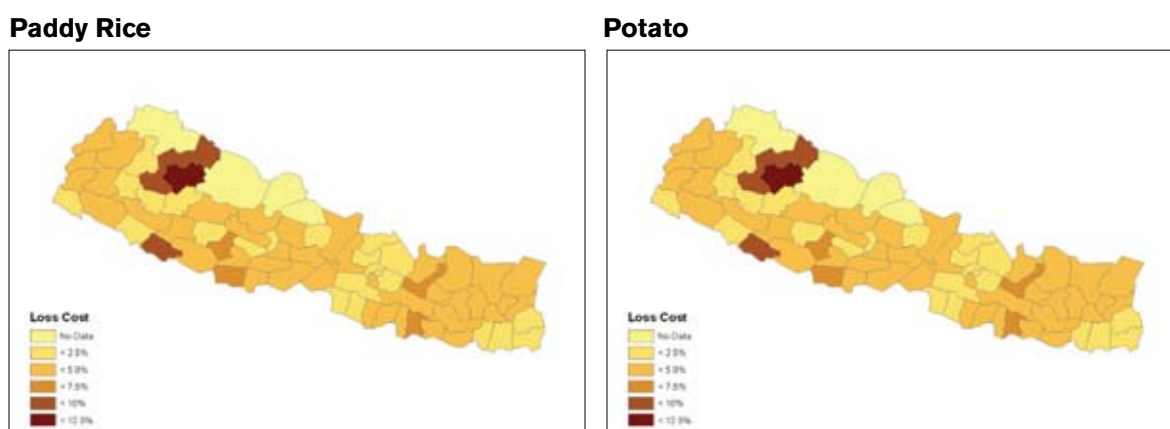 Paddy Rice
Potato
Loss Cost
No Data
< 2.5%
< 5.0%
< 7.5%
< 10%
< 12.5%
Loss Cost
No Data
< 2.5%
< 5.0%
< 7.5%
< 10%
< 12.5%